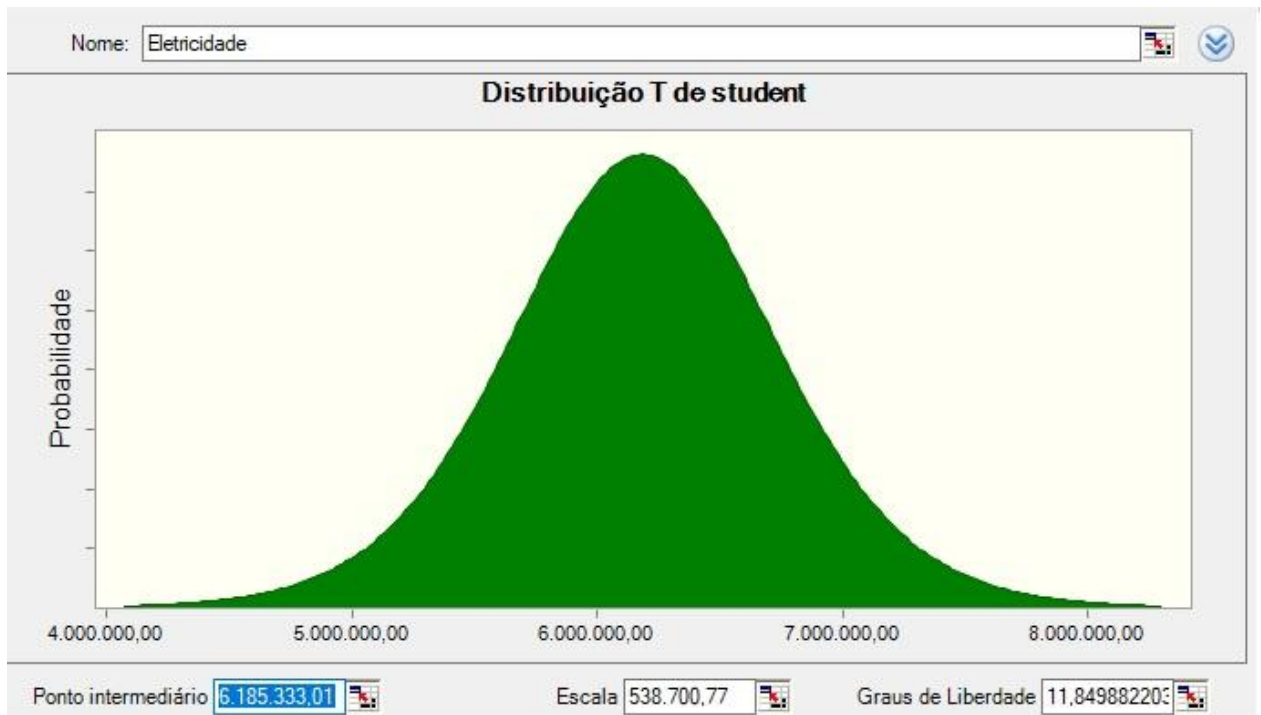 Nome: Eletricidade
Distribuição T de student
Probabilidade
4.000.000,00 5.000.000,00 6.000.000,00 7.000.000,00 8.000.000,00
Ponto intermediário 6.185.333,01 Escala 538.700,77 Graus de Liberdade 11,849882203